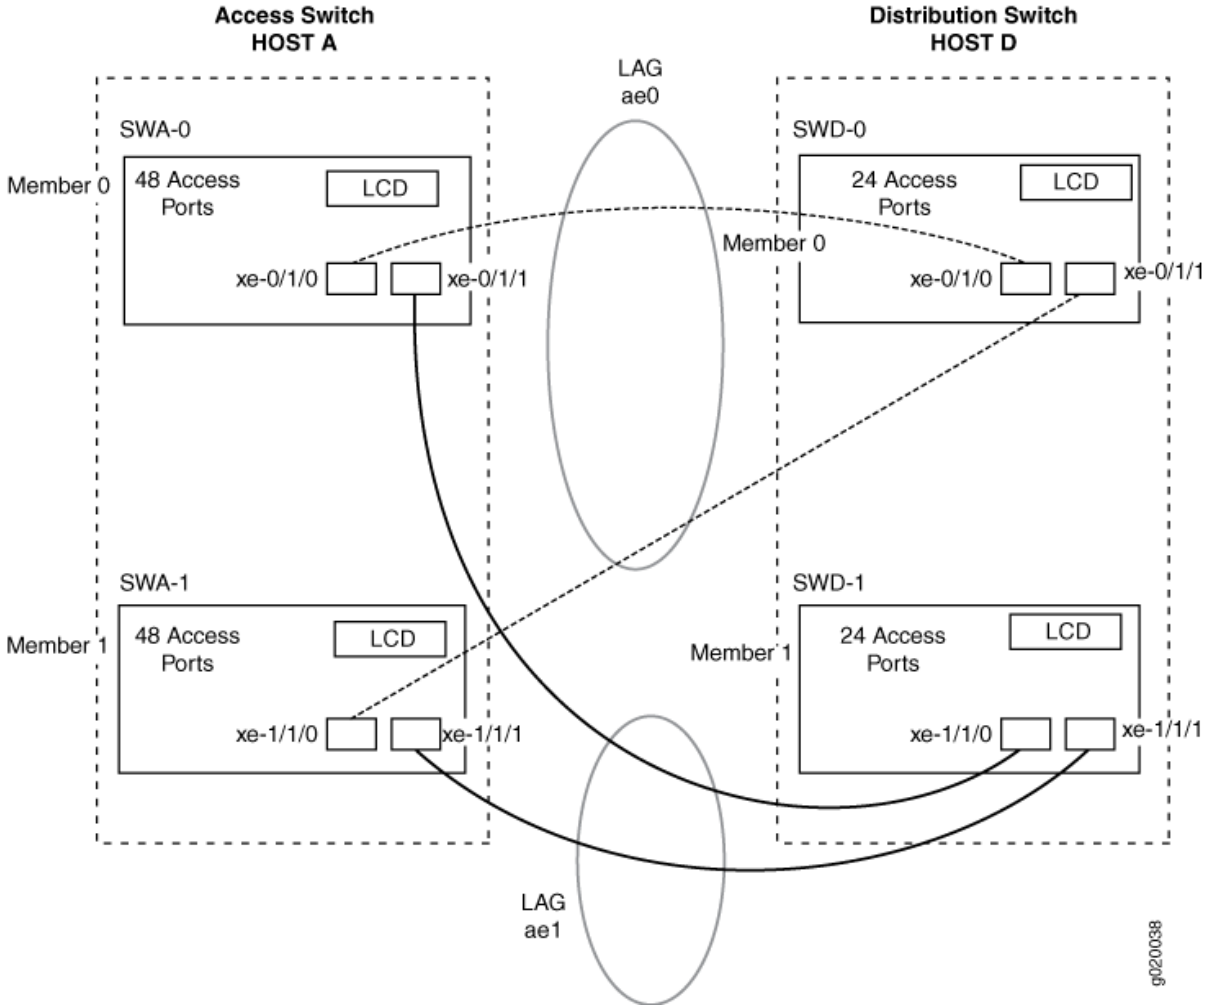 Access Switch
HOST A
Distribution Switch
HOST D
LAG
ae0
SWA-0
SWD-0
Member 0
48 Access
Ports
LCD
24 Access
Ports
LCD
Member 0
xe-0/1/0
xe-0/1/1
xe-0/1/0
xe-0/1/1
SWA-1
SWD-1
Member 1
48 Access
Ports
LCD
Member 1
24 Access
Ports
LCD
xe-1/1/0
xe-1/1/1
xe-1/1/0
xe-1/1/1
LAG
ae1
g020038